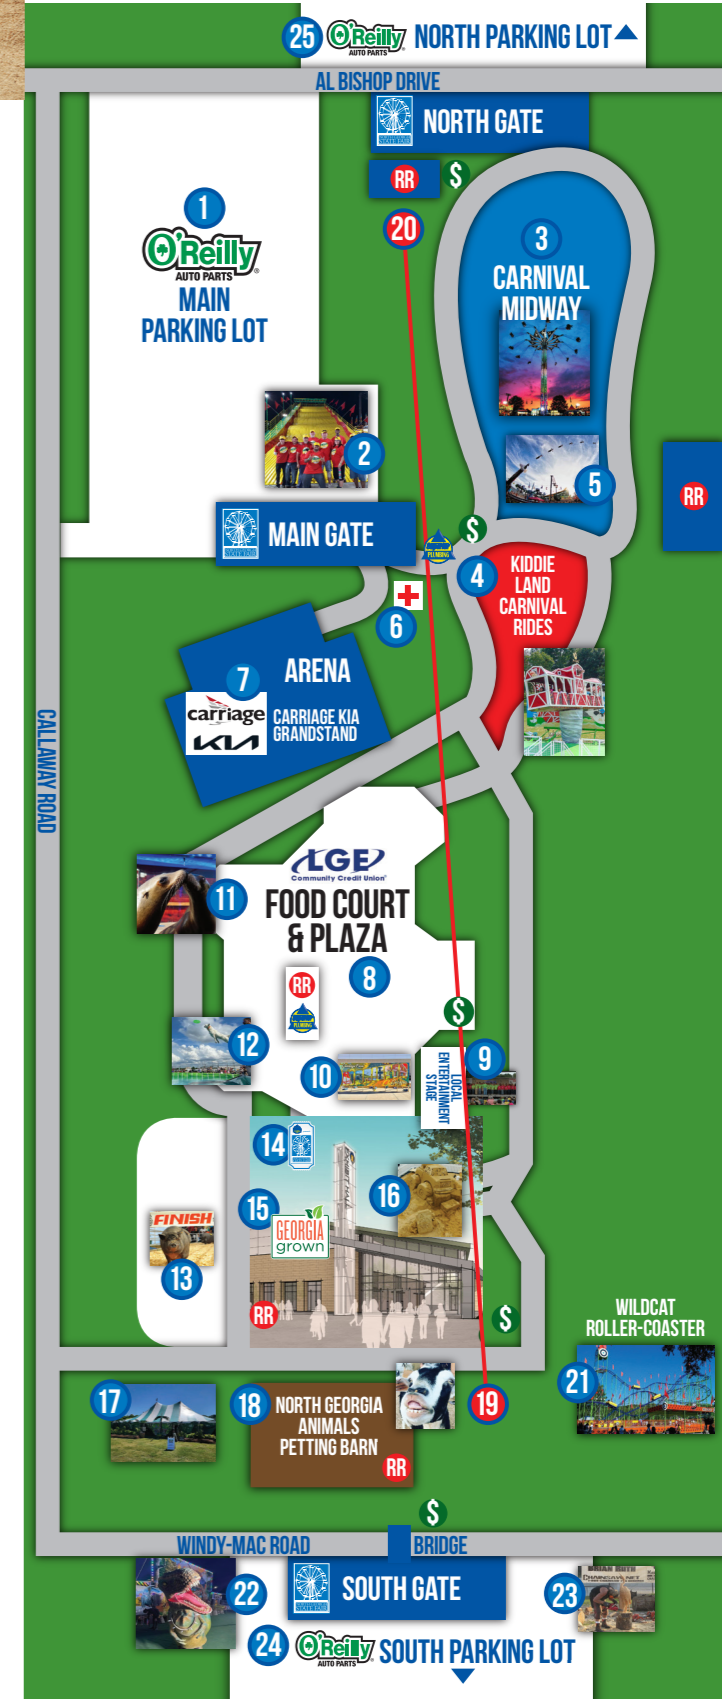 25 O'Reilly AUTO PARTS NORTH PARKING LOT
AL BISHOP DRIVE
NORTH GATE
RR $
20
1
O'Reilly
AUTO PARTS
MAIN
PARKING LOT
3
CARNIVAL
MIDWAY
2
5
RR
MAIN GATE
$
PLUMBING
4
KIDDIE
LAND
CARNIVAL
RIDES
6
7
ARENA
carriage
KIA
CARRIAGE KIA
GRANDSTAND
CALLAWAY ROAD
LGE
Community Credit Union
FOOD COURT
& PLAZA
8
11
RR
PLUMBING
$
12
10
LOCAL
ENTERTAINMENT
STAGE
9
14
15
GEORGIA
grown
16
FINISH
13
RR
$
WILDCAT
ROLLER-COASTER
21
17
18
NORTH GEORGIA
ANIMALS
PETTING BARN
RR
19
$
WINDY-MAC ROAD
BRIDGE
22
SOUTH GATE
BRIAN RUTH
23
24 O'Reilly AUTO PARTS SOUTH PARKING LOT